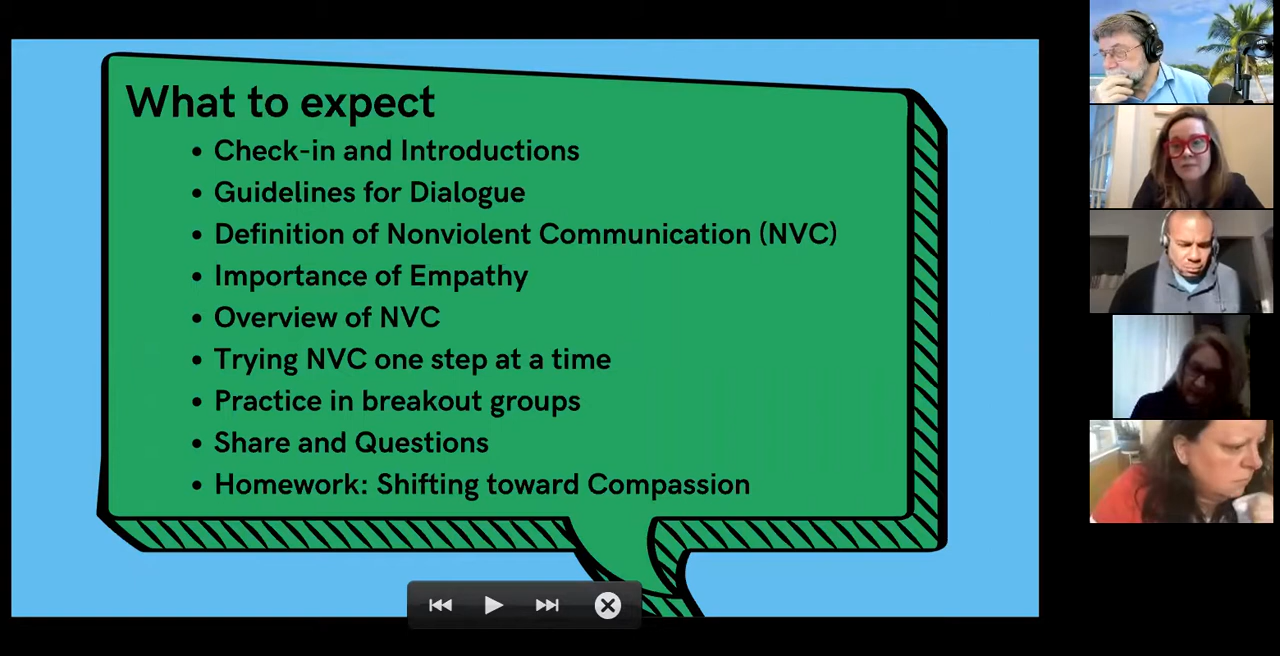 What to expect
• Check-in and Introductions
• Guidelines for Dialogue
• Definition of Nonviolent Communication (NVC)
• Importance of Empathy
• Overview of NVC
• Trying NVC one step at a time
• Practice in breakout groups
• Share and Questions
• Homework: Shifting toward Compassion